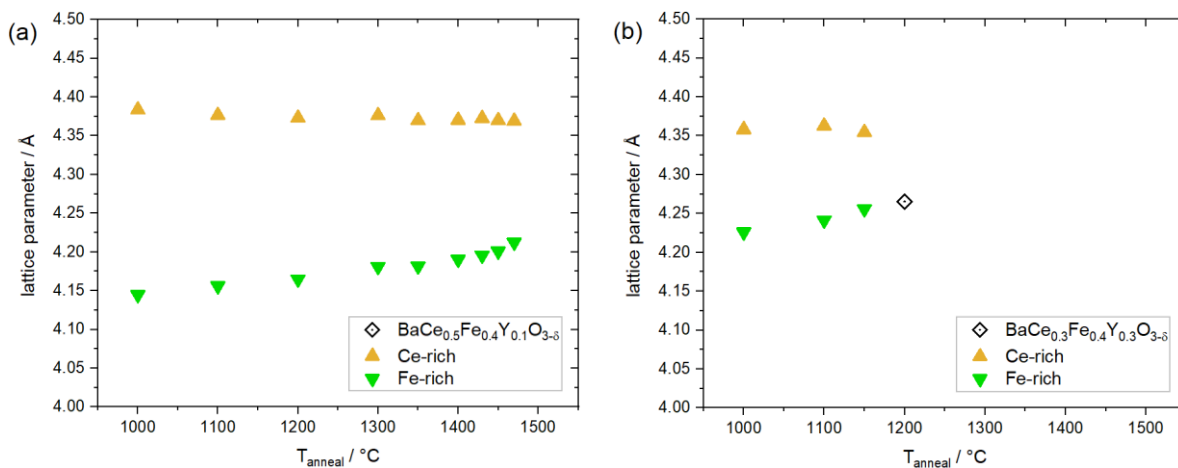 (a)
4.50
4.45
4.40
4.35
4.30
4.25
4.20
4.15
4.10
4.05
4.00
lattice parameter / Å
1000 1100 1200 1300 1400 1500
T_anneal / °C
BaCe0.5Fe0.4Y0.1O3-δ
Ce-rich
Fe-rich
(b)
4.50
4.45
4.40
4.35
4.30
4.25
4.20
4.15
4.10
4.05
4.00
lattice parameter / Å
1000 1100 1200 1300 1400 1500
T_anneal / °C
BaCe0.3Fe0.4Y0.3O3-δ
Ce-rich
Fe-rich